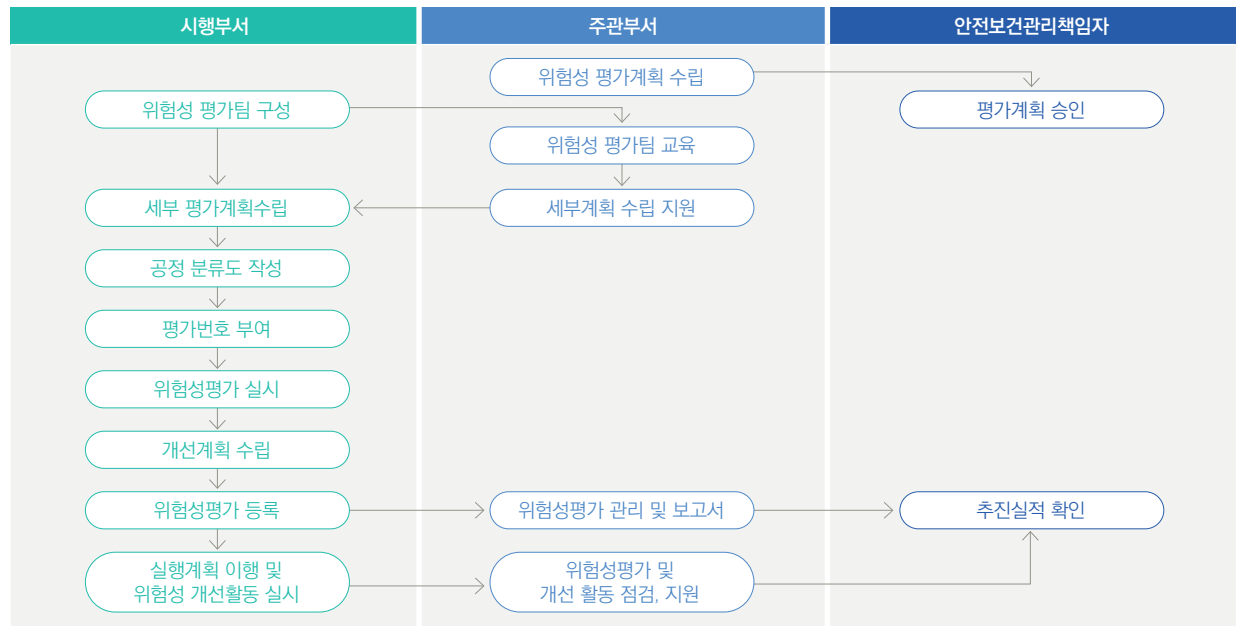 시행부서
주관부서
안전보건관리책임자
위험성 평가계획 수립
위험성 평가팀 구성
평가계획 승인
위험성 평가팀 교육
세부 평가계획수립
세부계획 수립 지원
공정 분류도 작성
평가번호 부여
위험성평가 실시
개선계획 수립
위험성평가 등록
위험성평가 관리 및 보고서
추진실적 확인
실행계획 이행 및
위험성 개선활동 실시
위험성평가 및
개선 활동 점검, 지원